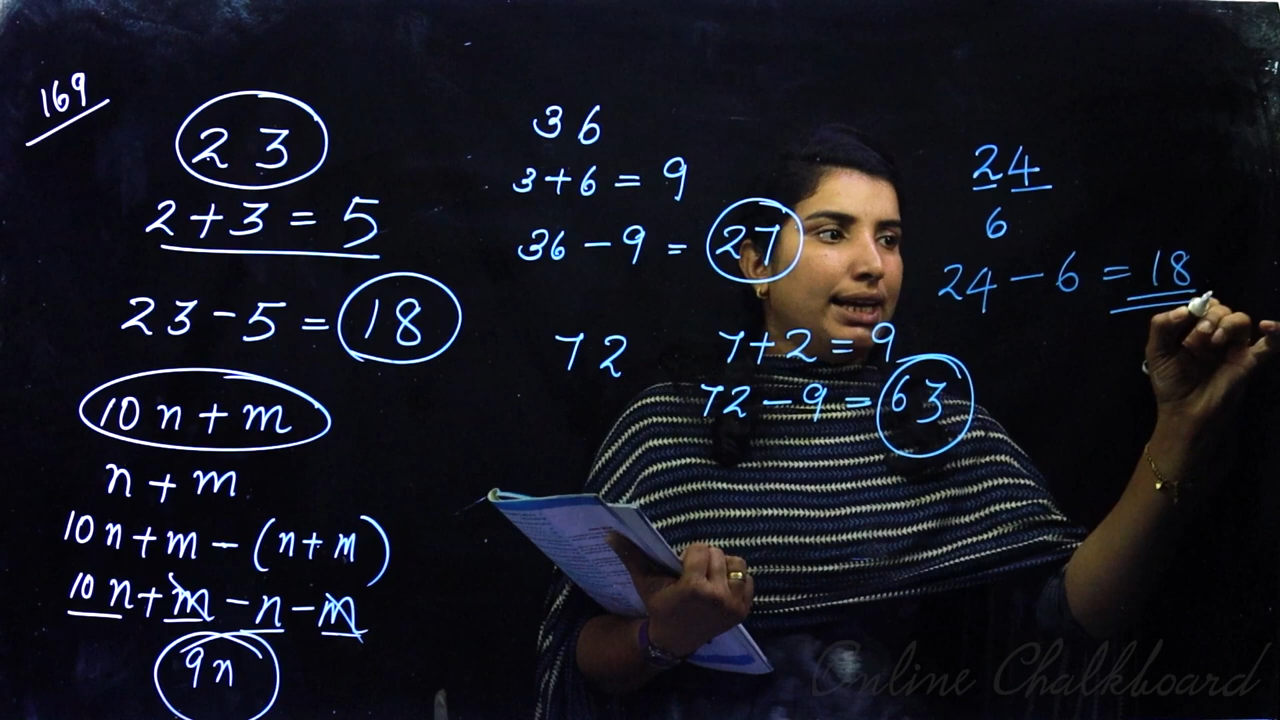 169
23
2+3 = 5
23-5 = 18
10n+m
n+m
10n+m-(n+m)
10n+m-n-m
9n
36
3+6 = 9
36-9 = 27
72
7+2=9
72-9=63
24
6
24-6=18
Online Chalkboard